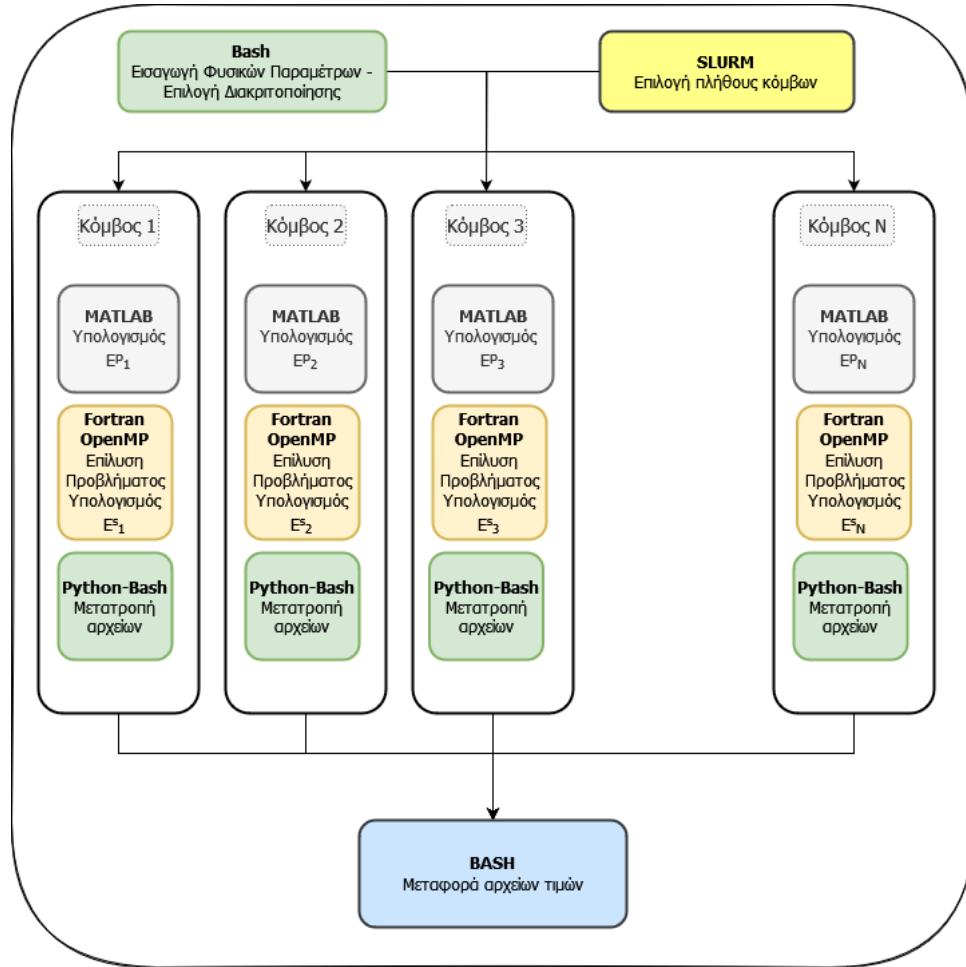 Bash
Εισαγωγή Φυσικών Παραμέτρων -
Επιλογή Διακριτοποίησης
SLURM
Επιλογή πλήθους κόμβων
Κόμβος 1
MATLAB
Υπολογισμός
Eᵖ₁
Fortran
OpenMP
Επίλυση
Προβλήματος
Υπολογισμός
Eˢ₁
Python-Bash
Μετατροπή
αρχείων
Κόμβος 2
MATLAB
Υπολογισμός
Eᵖ₂
Fortran
OpenMP
Επίλυση
Προβλήματος
Υπολογισμός
Eˢ₂
Python-Bash
Μετατροπή
αρχείων
Κόμβος 3
MATLAB
Υπολογισμός
Eᵖ₃
Fortran
OpenMP
Επίλυση
Προβλήματος
Υπολογισμός
Eˢ₃
Python-Bash
Μετατροπή
αρχείων
Κόμβος N
MATLAB
Υπολογισμός
Eᵖ_N
Fortran
OpenMP
Επίλυση
Προβλήματος
Υπολογισμός
Eˢ_N
Python-Bash
Μετατροπή
αρχείων
BASH
Μεταφορά αρχείων τιμών